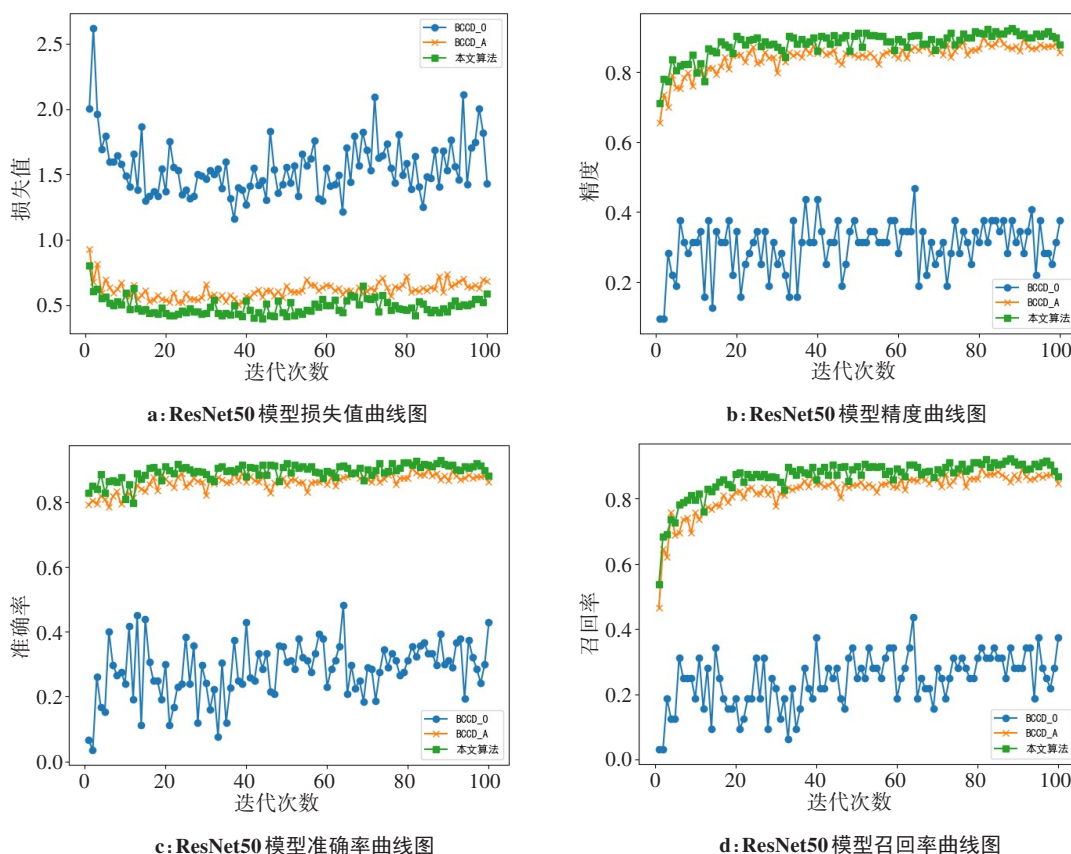 2.5
2.0
1.5
1.0
0.5
损失值
BCCD_O
BCCD_A
本文算法
0 20 40 60 80 100
迭代次数
a:ResNet50模型损失值曲线图
0.8
0.6
0.4
0.2
精度
BCCD_O
BCCD_A
本文算法
0 20 40 60 80 100
迭代次数
b:ResNet50模型精度曲线图
0.8
0.6
0.4
0.2
0.0
准确率
BCCD_O
BCCD_A
本文算法
0 20 40 60 80 100
迭代次数
c:ResNet50模型准确率曲线图
0.8
0.6
0.4
0.2
0.0
召回率
BCCD_O
BCCD_A
本文算法
0 20 40 60 80 100
迭代次数
d:ResNet50模型召回率曲线图